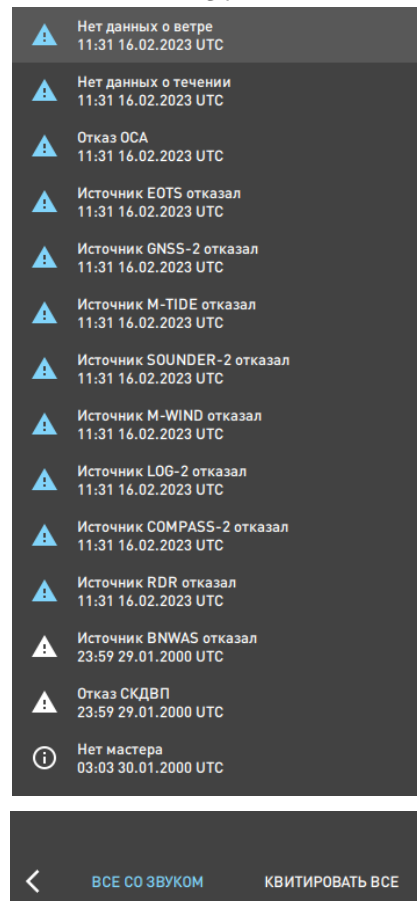 Нет данных о ветре
11:31 16.02.2023 UTC
Нет данных о течении
11:31 16.02.2023 UTC
Отказ ОСА
11:31 16.02.2023 UTC
Источник EOTS отказал
11:31 16.02.2023 UTC
Источник GNSS-2 отказал
11:31 16.02.2023 UTC
Источник M-TIDE отказал
11:31 16.02.2023 UTC
Источник SOUNDER-2 отказал
11:31 16.02.2023 UTC
Источник M-WIND отказал
11:31 16.02.2023 UTC
Источник LOG-2 отказал
11:31 16.02.2023 UTC
Источник COMPASS-2 отказал
11:31 16.02.2023 UTC
Источник RDR отказал
11:31 16.02.2023 UTC
Источник BNWAS отказал
23:59 29.01.2000 UTC
Отказ СКДВП
23:59 29.01.2000 UTC
Нет мастера
03:03 30.01.2000 UTC
ВСЕ СО ЗВУКОМ КВИТИРОВАТЬ ВСЕ